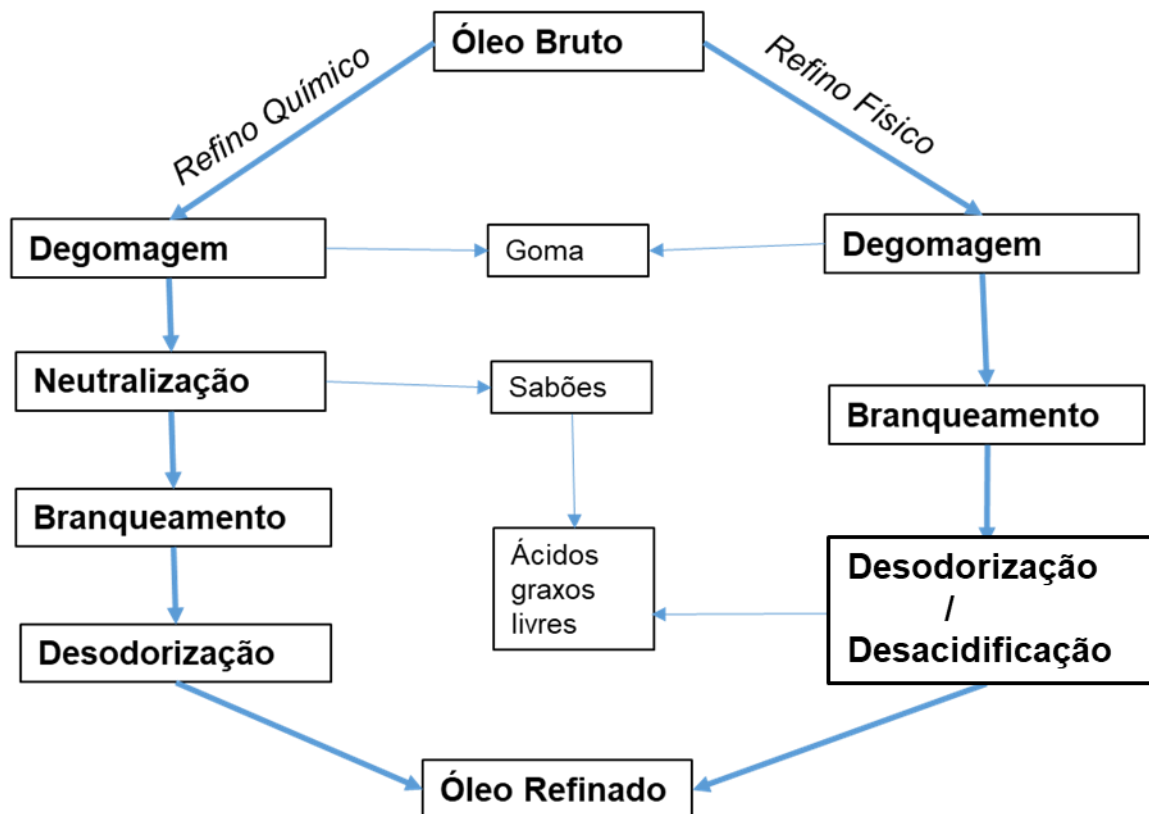 Óleo Bruto
Refino Químico
Refino Físico
Degomagem
Goma
Degomagem
Neutralização
Sabões
Branqueamento
Branqueamento
Ácidos
graxos
livres
Desodorização
/
Desacidificação
Desodorização
Óleo Refinado